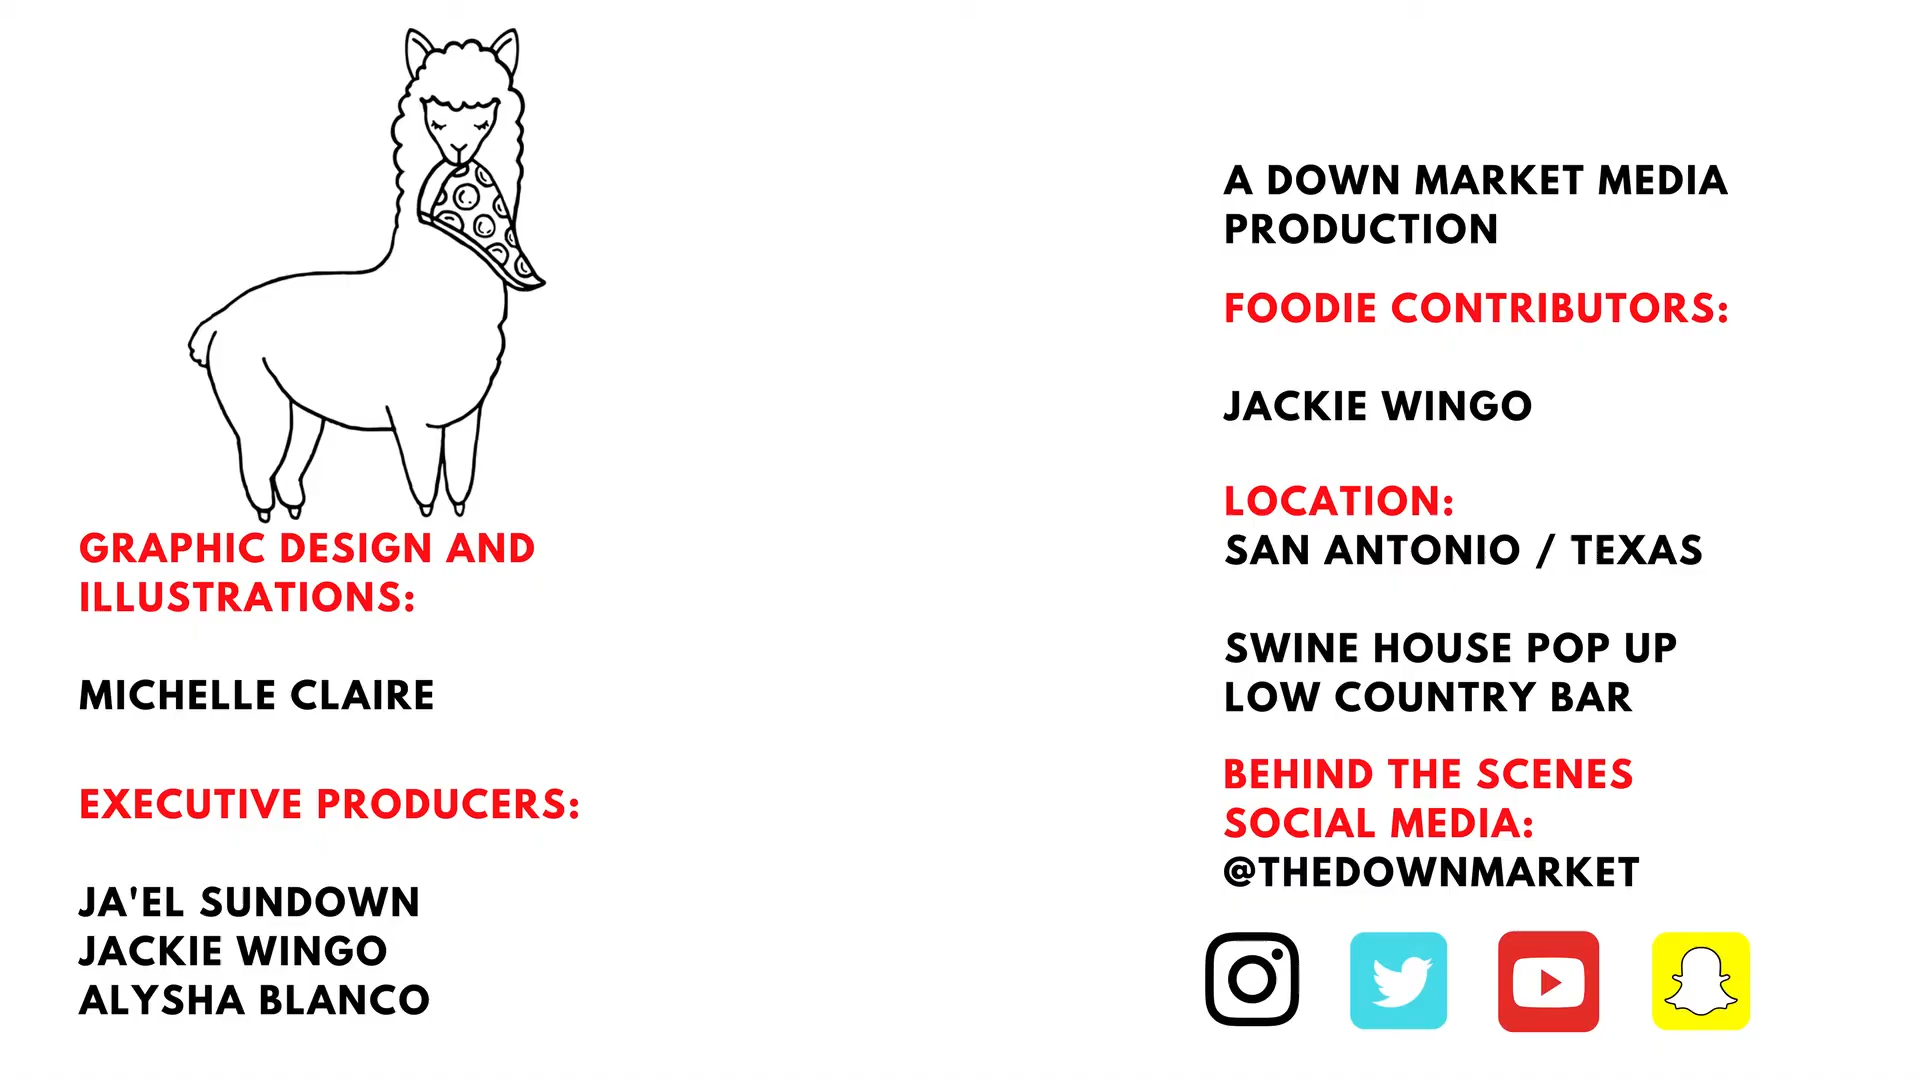 GRAPHIC DESIGN AND
ILLUSTRATIONS:
MICHELLE CLAIRE
EXECUTIVE PRODUCERS:
JA'EL SUNDOWN
JACKIE WINGO
ALYSHA BLANCO
A DOWN MARKET MEDIA
PRODUCTION
FOODIE CONTRIBUTORS:
JACKIE WINGO
LOCATION:
SAN ANTONIO / TEXAS
SWINE HOUSE POP UP
LOW COUNTRY BAR
BEHIND THE SCENES
SOCIAL MEDIA:
@THEDOWNMARKET